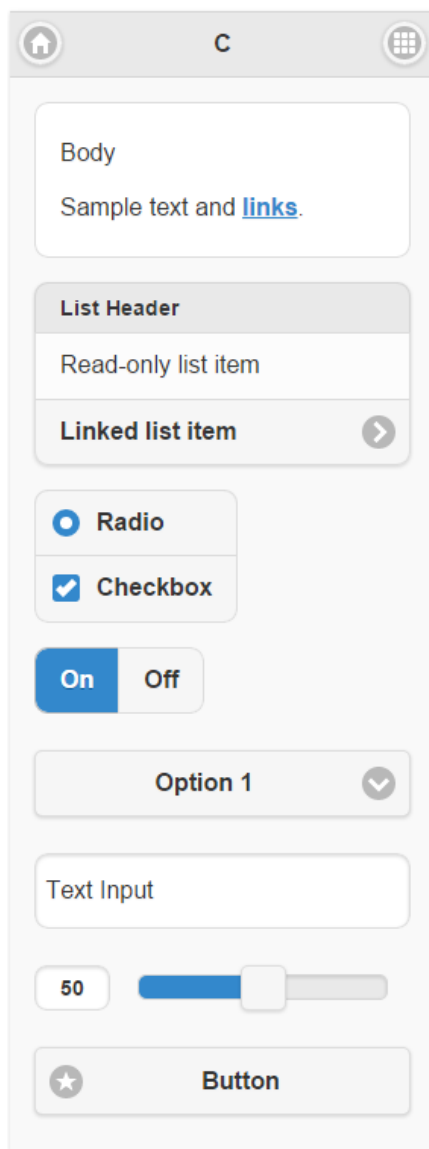 C
Body
Sample text and links.
List Header
Read-only list item
Linked list item
Radio
Checkbox
On Off
Option 1
Text Input
50
Button